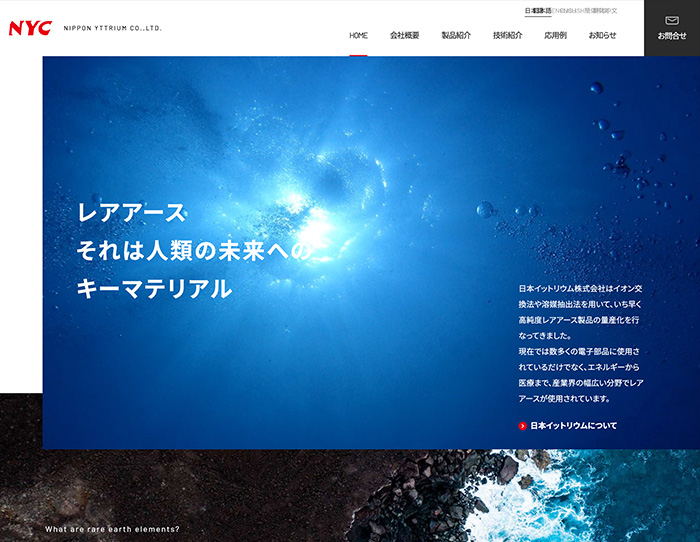 NYC NIPPON YTTRIUM CO.,LTD.
日本語
お問合せ
HOME 会社概要 製品紹介 技術紹介 応用例 お知らせ
レアアース
それは人類の未来への
キーマテリアル
日本イットリウム株式会社はイオン交
換法や溶媒抽出法を用いて、いち早く
高純度レアアース製品の量産化を行
なってきました。
現在では数多くの電子部品に使用さ
れているだけでなく、エネルギーから
医療まで、産業界の幅広い分野でレア
アースが使用されています。
日本イットリウムについて
What are rare earth elements?